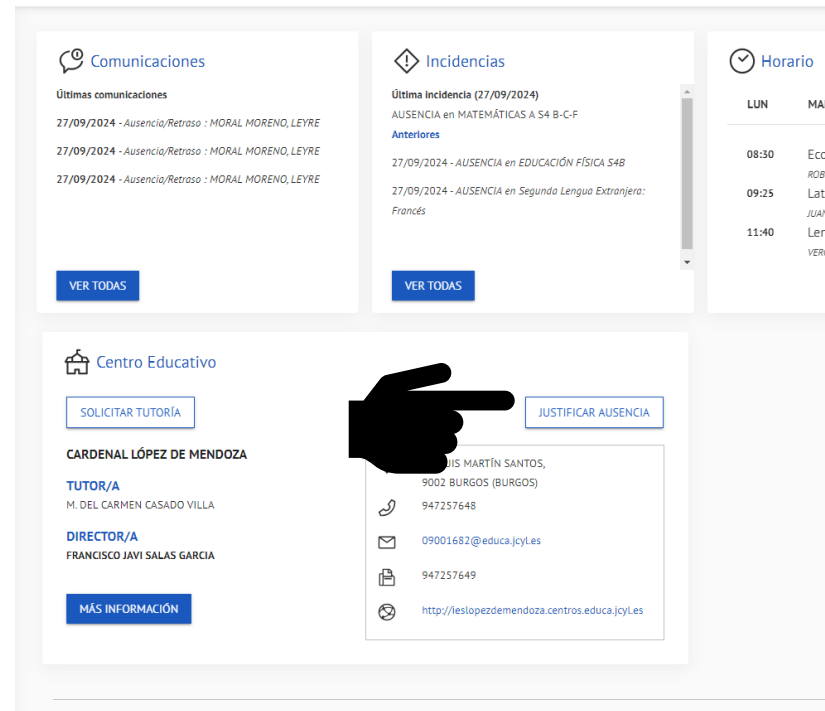 Comunicaciones
Últimas comunicaciones
27/09/2024 - Ausencia/Retraso : MORAL MORENO, LEYRE
27/09/2024 - Ausencia/Retraso : MORAL MORENO, LEYRE
27/09/2024 - Ausencia/Retraso : MORAL MORENO, LEYRE
VER TODAS
Incidencias
Última incidencia (27/09/2024)
AUSENCIA en MATEMÁTICAS A S4 B-C-F
Anteriores
27/09/2024 - AUSENCIA en EDUCACIÓN FÍSICA S4B
27/09/2024 - AUSENCIA en Segunda Lengua Extranjera:
Francés
VER TODAS
Horario
LUN
08:30
09:25
11:40
Centro Educativo
SOLICITAR TUTORÍA
JUSTIFICAR AUSENCIA
CARDENAL LÓPEZ DE MENDOZA
TUTOR/A
M. DEL CARMEN CASADO VILLA
DIRECTOR/A
FRANCISCO JAVI SALAS GARCIA
MÁS INFORMACIÓN
MARTÍN SANTOS,
9002 BURGOS (BURGOS)
947257648
09001682@educa.jcyl.es
947257649
http://ieslopezdemendoza.centros.educa.jcyl.es